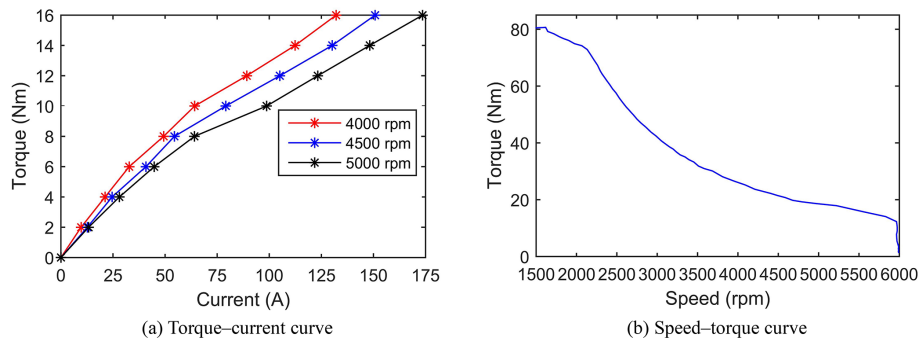 16
14
12
10
8
6
4
2
0
Torque (Nm)
4000 rpm
4500 rpm
5000 rpm
0 25 50 75 100 125 150 175
Current (A)
(a) Torque–current curve
80
60
40
20
0
Torque (Nm)
1500 2000 2500 3000 3500 4000 4500 5000 5500 6000
Speed (rpm)
(b) Speed–torque curve